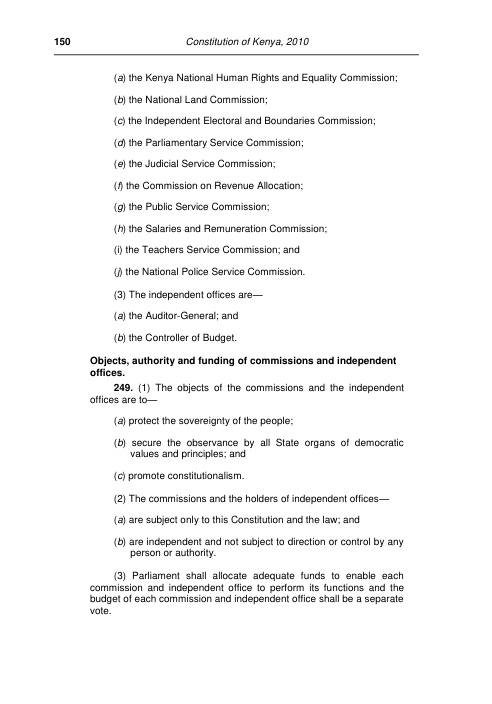 150 Constitution of Kenya, 2010
(a) the Kenya National Human Rights and Equality Commission;
(b) the National Land Commission;
(c) the Independent Electoral and Boundaries Commission;
(d) the Parliamentary Service Commission;
(e) the Judicial Service Commission;
(f) the Commission on Revenue Allocation;
(g) the Public Service Commission;
(h) the Salaries and Remuneration Commission;
(i) the Teachers Service Commission; and
(j) the National Police Service Commission.
(3) The independent offices are—
(a) the Auditor-General; and
(b) the Controller of Budget.
Objects, authority and funding of commissions and independent
offices.
249. (1) The objects of the commissions and the independent
offices are to—
(a) protect the sovereignty of the people;
(b) secure the observance by all State organs of democratic
values and principles; and
(c) promote constitutionalism.
(2) The commissions and the holders of independent offices—
(a) are subject only to this Constitution and the law; and
(b) are independent and not subject to direction or control by any
person or authority.
(3) Parliament shall allocate adequate funds to enable each
commission and independent office to perform its functions and the
budget of each commission and independent office shall be a separate
vote.